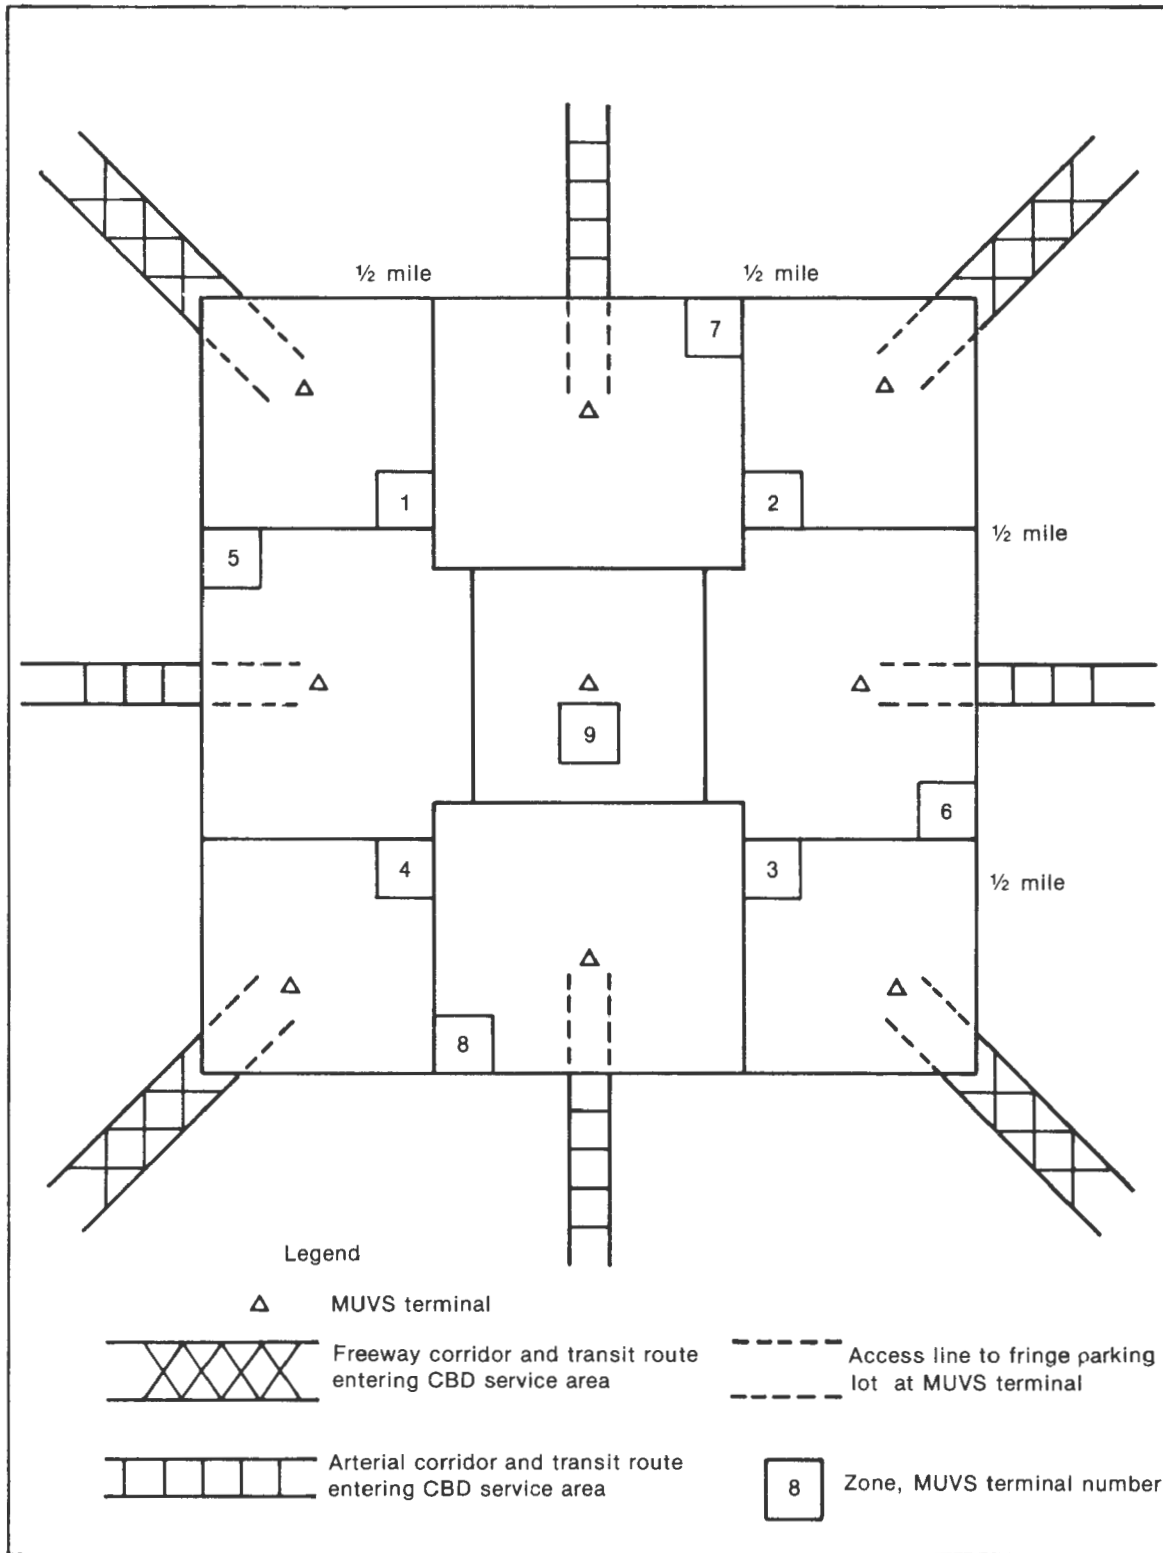 ½ mile
½ mile
7
1
2
½ mile
5
9
6
4
3
½ mile
8
Legend
MUVS terminal
Freeway corridor and transit route
entering CBD service area
Access line to fringe parking
lot at MUVS terminal
Arterial corridor and transit route
entering CBD service area
8
Zone, MUVS terminal number